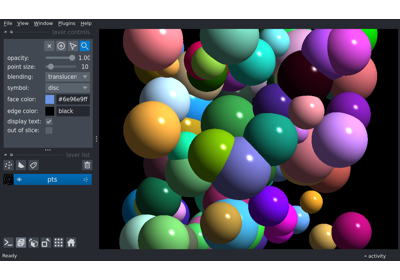 File View Window Plugins Help
layer controls
opacity: 1.00
point size: 10
blending: translucen
symbol: disc
face color: #6e96e9ff
edge color: black
display text:
out of slice:
layer list
pts
Ready
activity